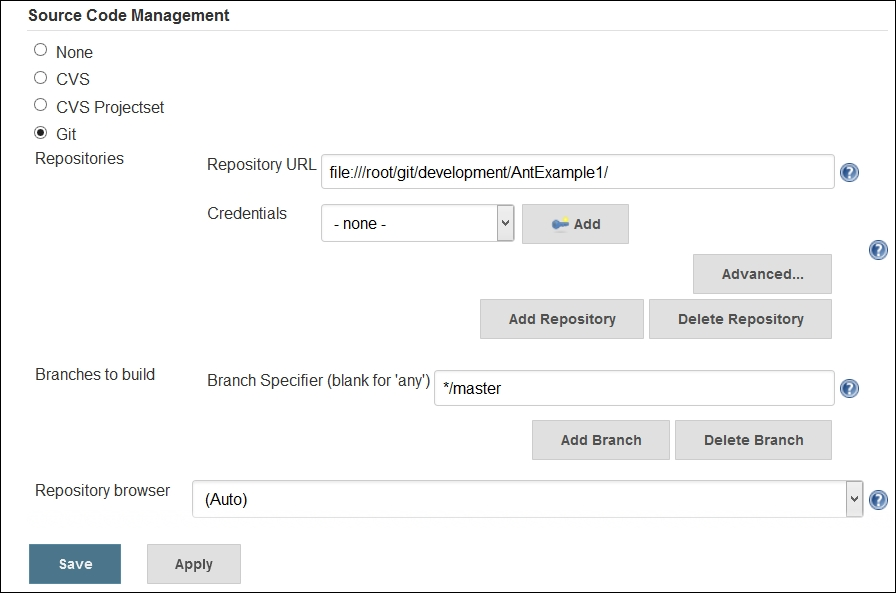 Source Code Management
None
CVS
CVS Projectset
Git
Repositories
Repository URL file:///root/git/development/AntExample1/
Credentials - none - Add
Advanced...
Add Repository Delete Repository
Branches to build Branch Specifier (blank for 'any') */master
Add Branch Delete Branch
Repository browser (Auto)
Save Apply